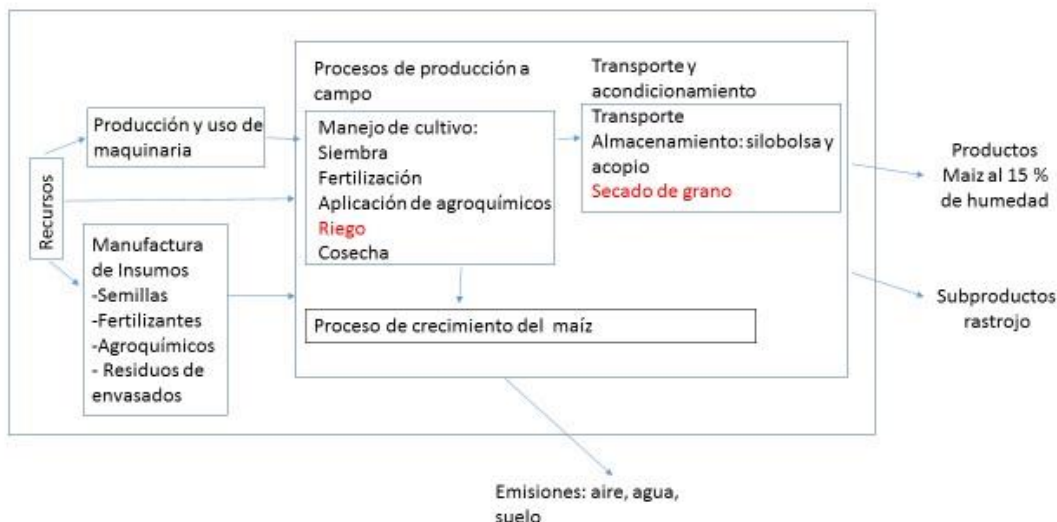 Recursos
Producción y uso de
maquinaria
Manufactura
de Insumos
-Semillas
-Fertilizantes
-Agroquímicos
- Residuos de
envasados
Procesos de producción a
campo
Manejo de cultivo:
Siembra
Fertilización
Aplicación de agroquímicos
Riego
Cosecha
Proceso de crecimiento del maíz
Transporte y
acondicionamiento
Transporte
Almacenamiento: silobolsa y
acopio
Secado de grano
Productos
Maiz al 15 %
de humedad
Subproductos
rastrojo
Emisiones: aire, agua,
suelo